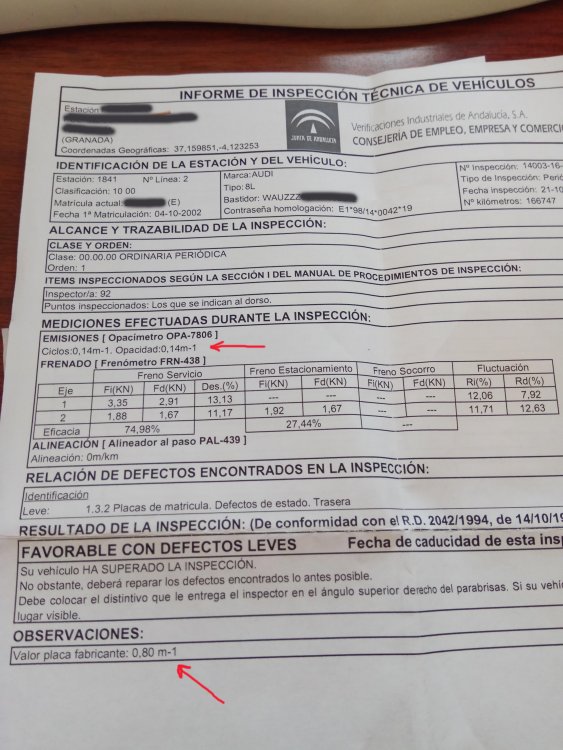 INFORME DE INSPECCIÓN TÉCNICA DE VEHÍCULOS
Estación:
(GRANADA)
Coordenadas Geográficas: 37,159851,-4,123253
JUNTA DE ANDALUCIA
Verificaciones Industriales de Andalucía, S.A.
CONSEJERÍA DE EMPLEO, EMPRESA Y COMERCI
IDENTIFICACIÓN DE LA ESTACIÓN Y DEL VEHÍCULO:
Estación: 1841 Nº Línea: 2
Clasificación: 10 00
Matrícula actual: (E)
Fecha 1ª Matriculación: 04-10-2002
Marca: AUDI
Tipo: 8L
Bastidor: WAUZZZ
Contraseña homologación: E1*98/14*0042*19
Nº Inspección: 14003-16-
Tipo de Inspección: Peri
Fecha inspección: 21-10
Nº kilómetros: 166747
ALCANCE Y TRAZABILIDAD DE LA INSPECCIÓN:
CLASE Y ORDEN:
Clase: 00.00.00 ORDINARIA PERIÓDICA
Orden: 1
ITEMS INSPECCIONADOS SEGÚN LA SECCIÓN I DEL MANUAL DE PROCEDIMIENTOS DE INSPECCIÓN:
Inspector/a: 92
Puntos inspeccionados: Los que se indican al dorso.
MEDICIONES EFECTUADAS DURANTE LA INSPECCIÓN:
EMISIONES [ Opacímetro OPA-7806 ]
Ciclos:0,14m-1. Opacidad:0,14m-1
FRENADO [ Frenómetro FRN-438 ]
Freno Servicio Freno Estacionamiento Freno Socorro Fluctuación
Eje Fi(KN) Fd(KN) Des.(%) Fi(KN) Fd(KN) Fi(KN) Fd(KN) Ri(%) Rd(%)
1 3,35 2,91 13,13 --- --- --- --- 12,06 7,92
2 1,88 1,67 11,17 1,92 1,67 --- --- 11,71 12,63
Eficacia 74,98% 27,44% ---
ALINEACIÓN [ Alineador al paso PAL-439 ]
Alineación: 0m/km
RELACIÓN DE DEFECTOS ENCONTRADOS EN LA INSPECCIÓN:
Identificación
Leve: 1.3.2 Placas de matricula. Defectos de estado. Trasera
RESULTADO DE LA INSPECCIÓN: (De conformidad con el R.D. 2042/1994, de 14/10/19
FAVORABLE CON DEFECTOS LEVES Fecha de caducidad de esta insp
Su vehículo HA SUPERADO LA INSPECCIÓN.
No obstante, deberá reparar los defectos encontrados lo antes posible.
Debe colocar el distintivo que le entrega el inspector en el ángulo superior derecho del parabrisas. Si su vehí
lugar visible.
OBSERVACIONES:
Valor placa fabricante: 0,80 m-1